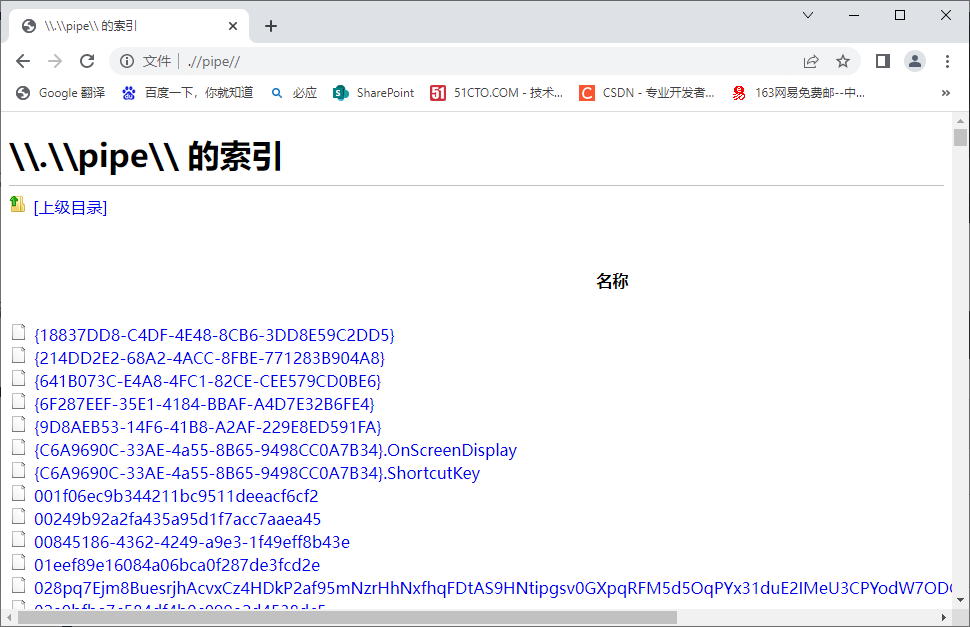 \\.\\pipe\\ 的索引
文件 .//pipe//
Google 翻译 百度一下，你就知道 必应 SharePoint 51CTO.COM - 技术... CSDN - 专业开发者... 163网易免费邮--中...
\\.\\pipe\\ 的索引
[上级目录]
名称
{18837DD8-C4DF-4E48-8CB6-3DD8E59C2DD5}
{214DD2E2-68A2-4ACC-8FBE-771283B904A8}
{641B073C-E4A8-4FC1-82CE-CEE579CD0BE6}
{6F287EEF-35E1-4184-BBAF-A4D7E32B6FE4}
{9D8AEB53-14F6-41B8-A2AF-229E8ED591FA}
{C6A9690C-33AE-4a55-8B65-9498CC0A7B34}.OnScreenDisplay
{C6A9690C-33AE-4a55-8B65-9498CC0A7B34}.ShortcutKey
001f06ec9b344211bc9511deeacf6cf2
00249b92a2fa435a95d1f7acc7aaea45
00845186-4362-4249-a9e3-1f49eff8b43e
01eef89e16084a06bca0f287de3fcd2e
028pq7Ejm8BuesrjhAcvxCz4HDkP2af95mNzrHhNxfhqFDtAS9HNtipgsv0GXpqRFM5d5OqPYx31duE2IMeU3CPYodW7OD